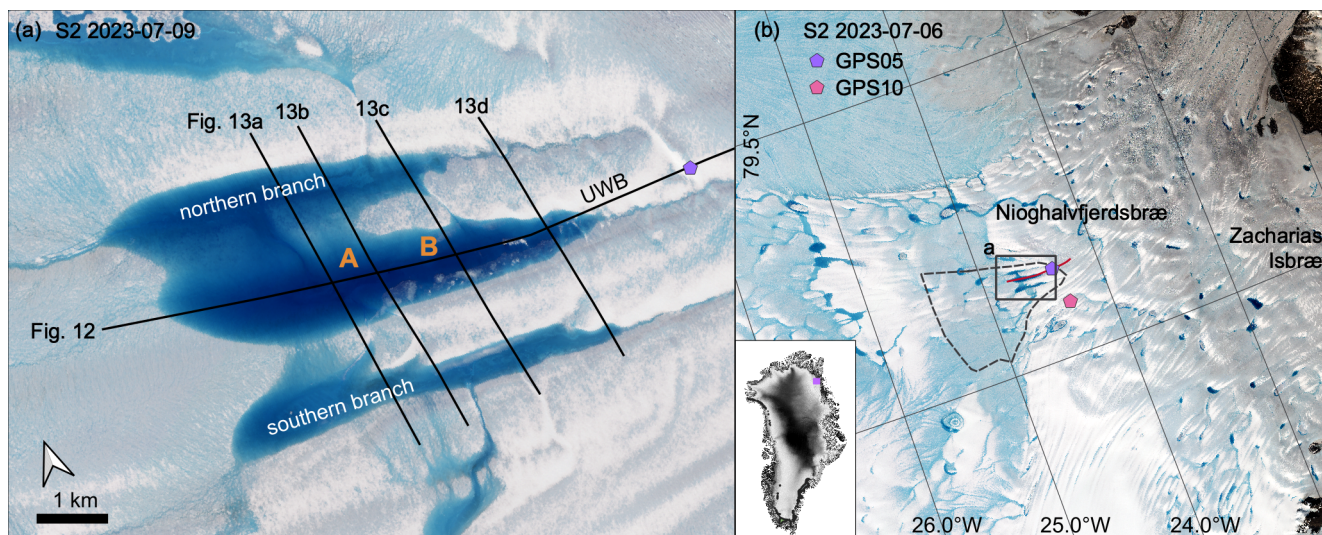 (a) S2 2023-07-09
Fig. 13a
13b
13c
13d
northern branch
UWB
A
B
Fig. 12
southern branch
1 km
(b) S2 2023-07-06
GPS05
GPS10
79.5°N
Nioghalvfjerdsbræ
a
Zacharias
Isbræ
26.0°W
25.0°W
24.0°W